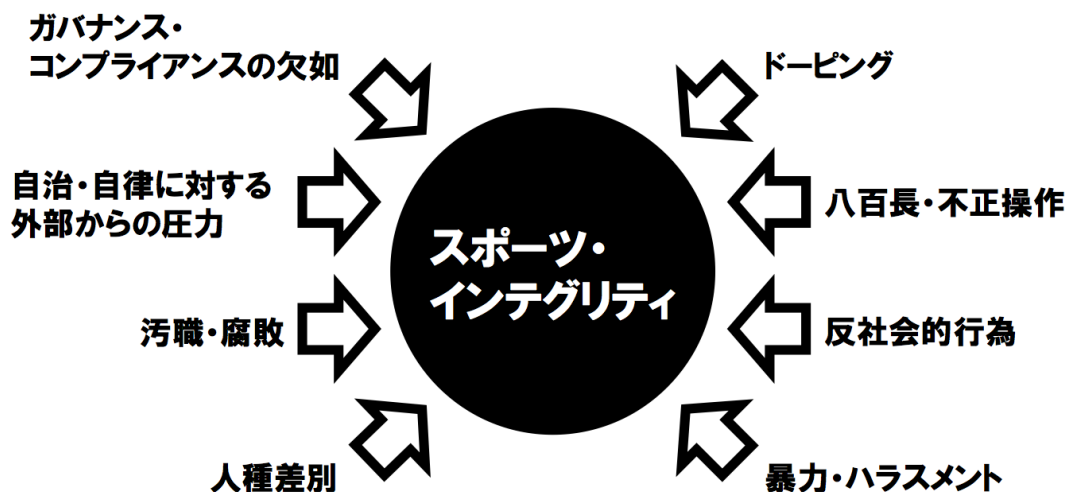 ガバナンス・
コンプライアンスの欠如
ドーピング
自治・自律に対する
外部からの圧力
八百長・不正操作
スポーツ・
インテグリティ
汚職・腐敗
反社会的行為
人種差別
暴力・ハラスメント